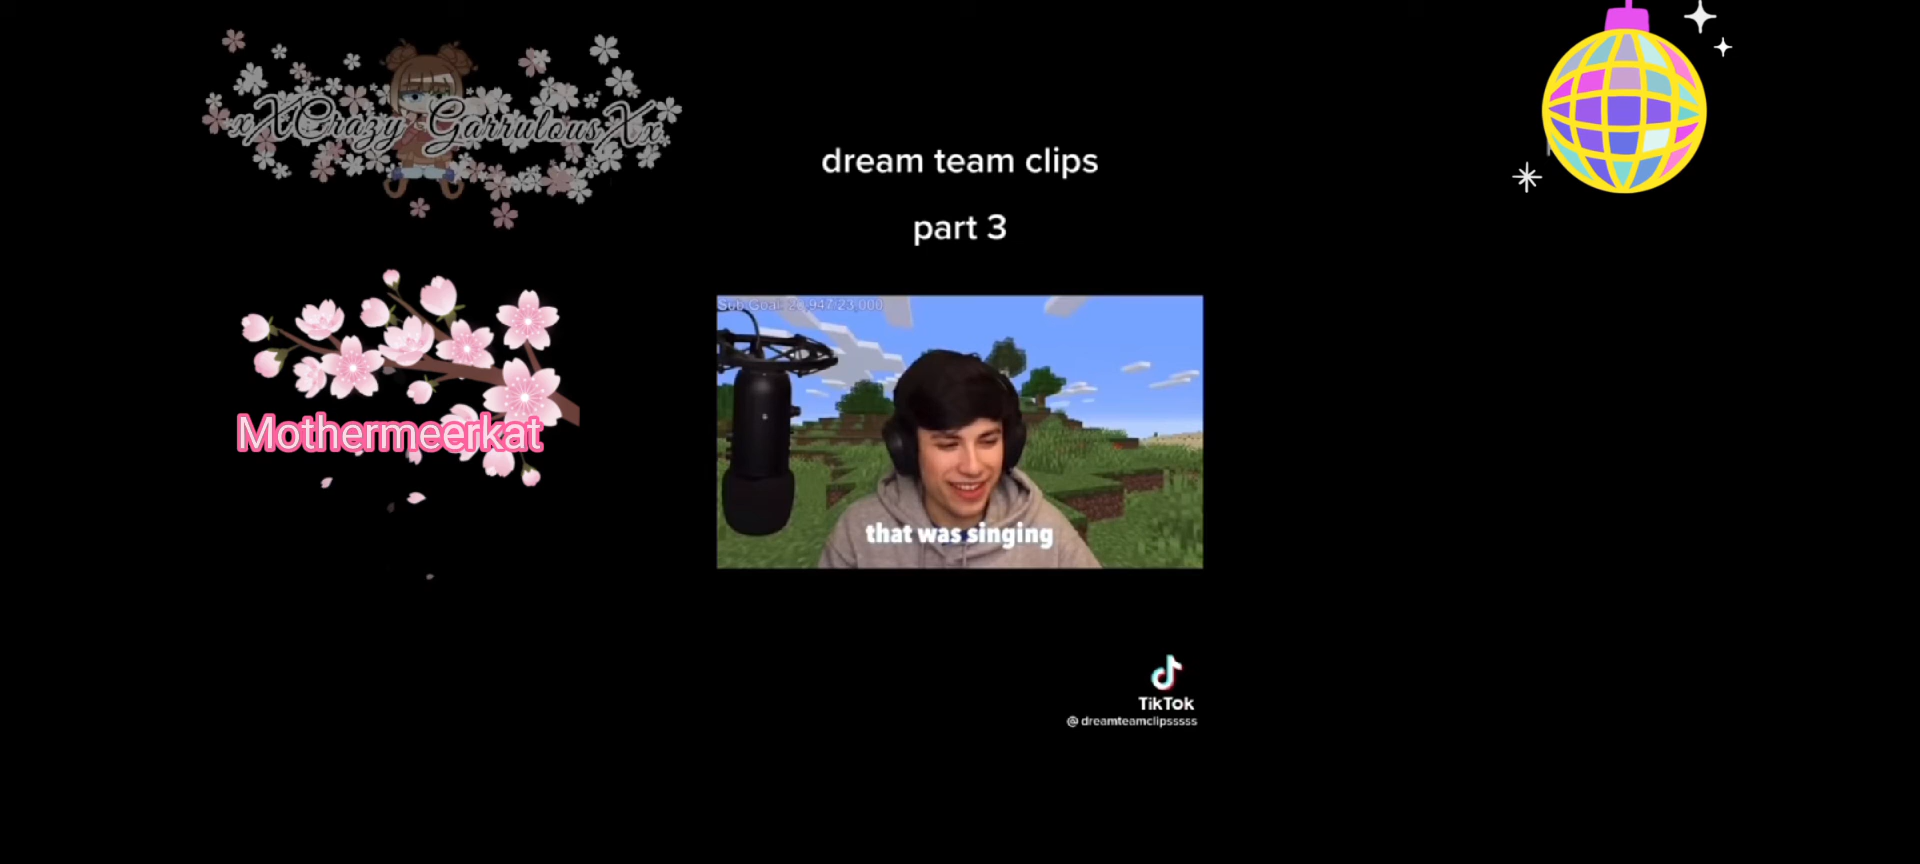 xXCrazy GarrulousXx
dream team clips
part 3
Mothermeerkat
that was singing
TikTok
@dreamteamclipsssss